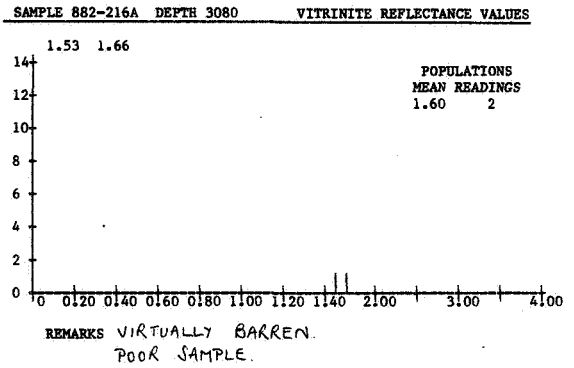 SAMPLE 882-216A DEPTH 3080 VITRINITE REFLECTANCE VALUES
1.53 1.66
POPULATIONS
MEAN READINGS
1.60 2
14
12
10
8
6
4
2
0
0 0.20 0.40 0.60 0.80 1.00 1.20 1.40 2.00 3.00 4.00
REMARKS VIRTUALLY BARREN.
POOR SAMPLE.